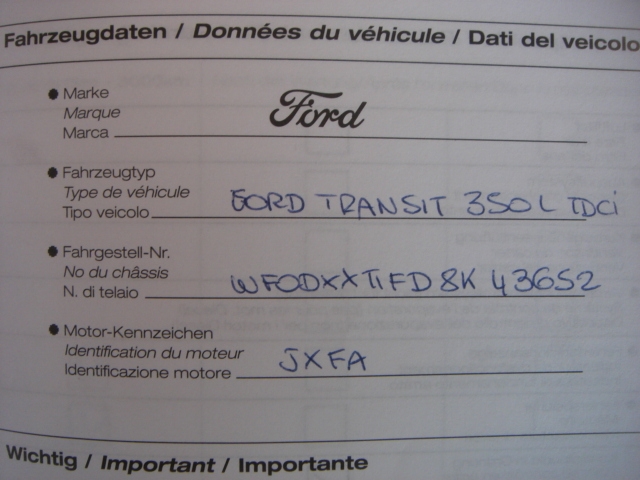 Fahrzeugdaten / Données du véhicule / Dati del veicolo
Marke
Marque
Marca
Ford
Fahrzeugtyp
Type de véhicule
Tipo veicolo
FORD TRANSIT 350L TDCi
Fahrgestell-Nr.
No du châssis
N. di telaio
WFODXXTIFD8K 43652
Motor-Kennzeichen
Identification du moteur
Identificazione motore
JXFA
Wichtig / Important / Importante